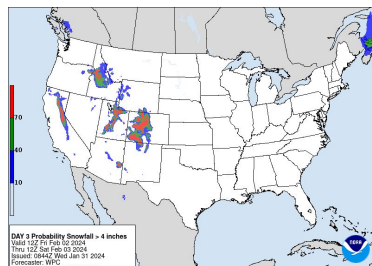 70
40
10
DAY 3 Probability Snowfall > 4 inches
Valid 12Z Fri Feb 02 2024
Thru 12Z Sat Feb 03 2024
Issued: 0844Z Wed Jan 31 2024
Forecaster: WPC
noaa